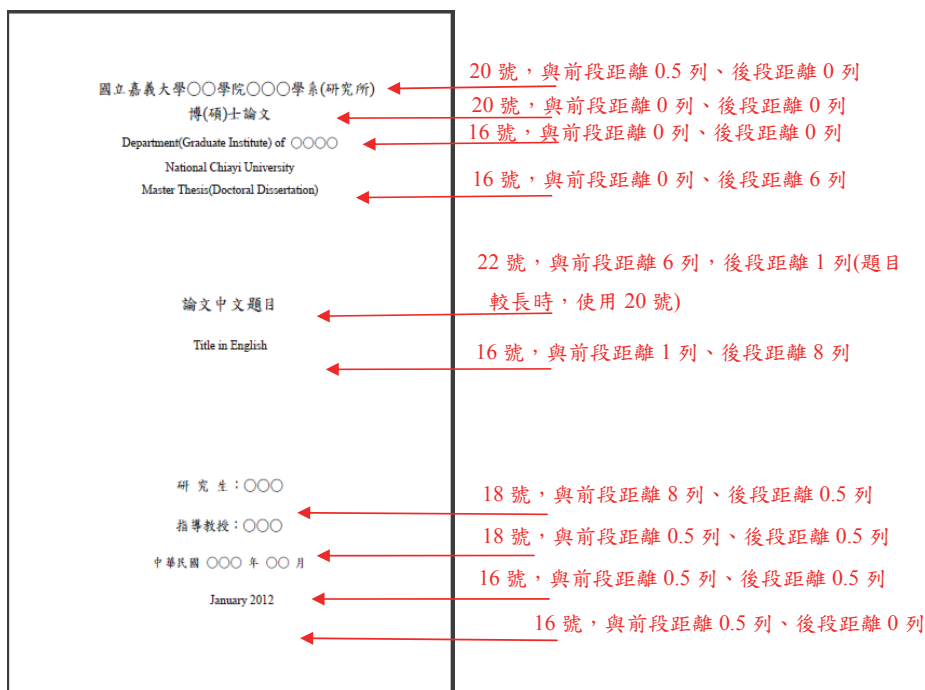 國立嘉義大學○○學院○○○學系(研究所)
博(碩)士論文
Department(Graduate Institute) of ○○○○
National Chiayi University
Master Thesis(Doctoral Dissertation)
論文中文題目
Title in English
研 究 生：○○○
指導教授：○○○
中華民國 ○○○ 年 ○○ 月
January 2012
20 號，與前段距離 0.5 列、後段距離 0 列
20 號，與前段距離 0 列、後段距離 0 列
16 號，與前段距離 0 列、後段距離 0 列
16 號，與前段距離 0 列、後段距離 6 列
22 號，與前段距離 6 列，後段距離 1 列(題目
較長時，使用 20 號)
16 號，與前段距離 1 列、後段距離 8 列
18 號，與前段距離 8 列、後段距離 0.5 列
18 號，與前段距離 0.5 列、後段距離 0.5 列
16 號，與前段距離 0.5 列、後段距離 0.5 列
16 號，與前段距離 0.5 列、後段距離 0 列